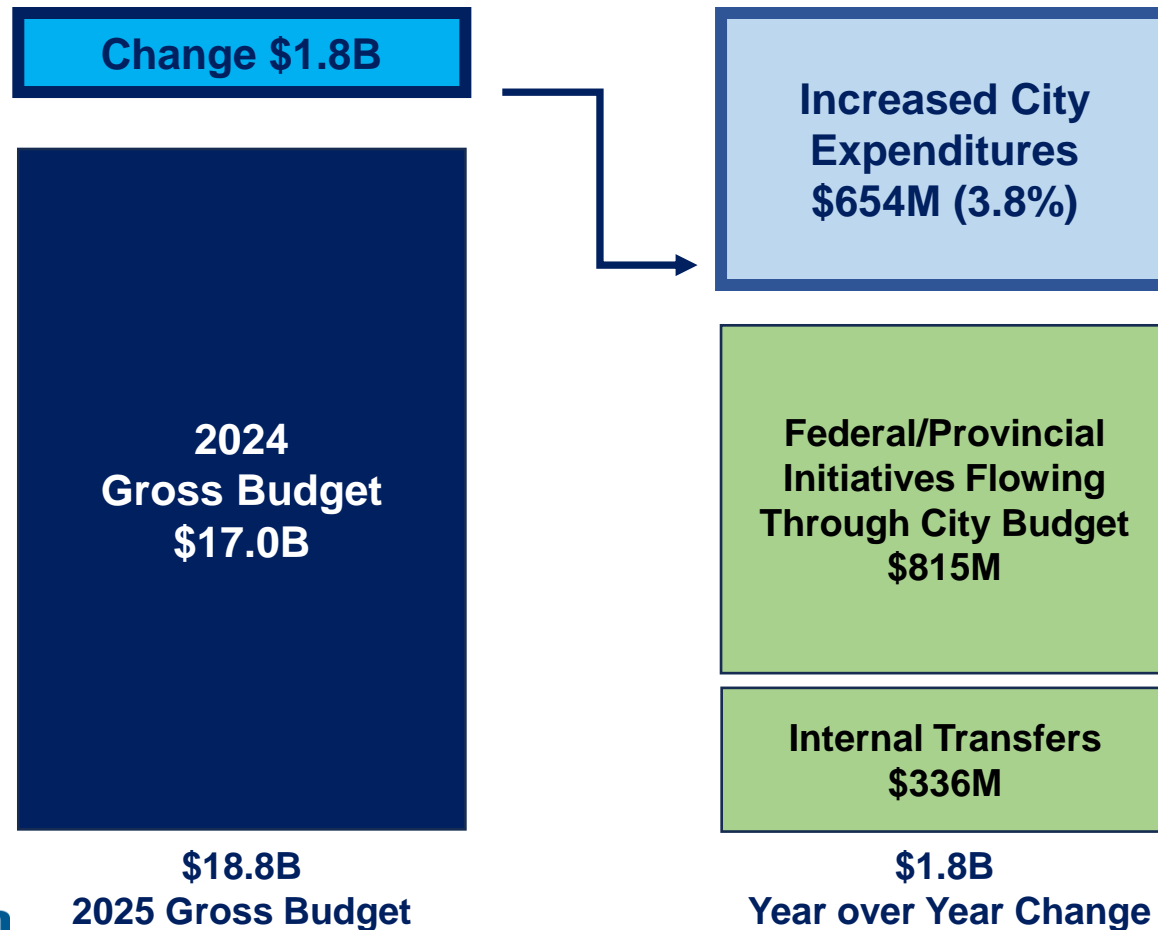 Change $1.8B
2024
Gross Budget
$17.0B
$18.8B
2025 Gross Budget
Increased City
Expenditures
$654M (3.8%)
Federal/Provincial
Initiatives Flowing
Through City Budget
$815M
Internal Transfers
$336M
$1.8B
Year over Year Change